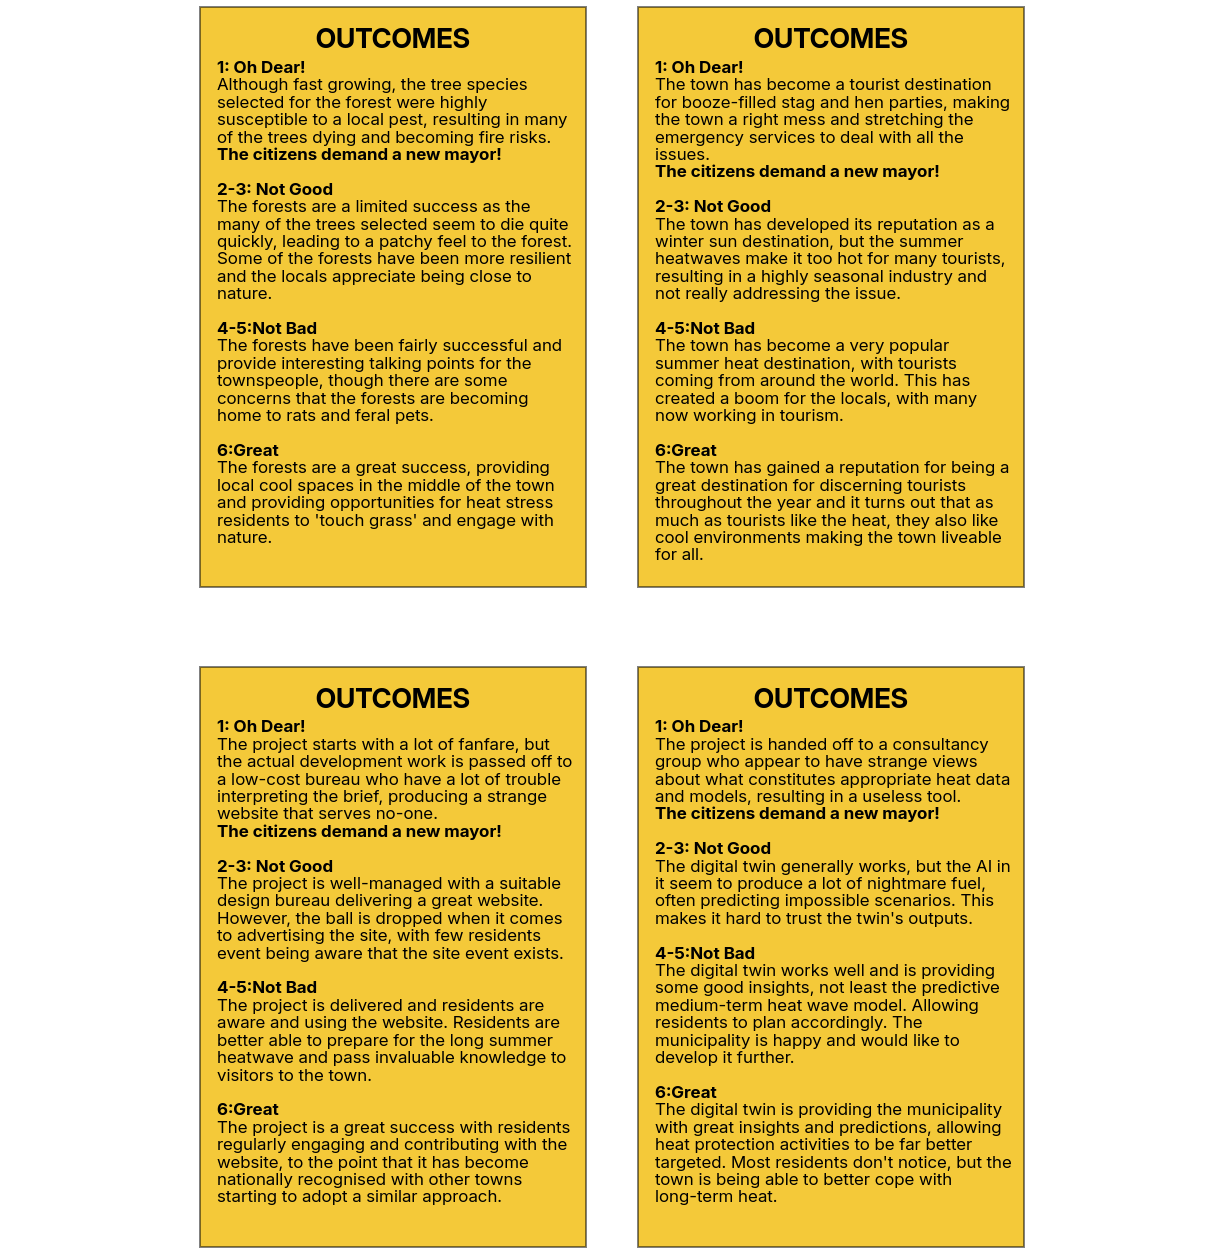 OUTCOMES
1: Oh Dear!
Although fast growing, the tree species
selected for the forest were highly
susceptible to a local pest, resulting in many
of the trees dying and becoming fire risks.
The citizens demand a new mayor!
2-3: Not Good
The forests are a limited success as the
many of the trees selected seem to die quite
quickly, leading to a patchy feel to the forest.
Some of the forests have been more resilient
and the locals appreciate being close to
nature.
4-5:Not Bad
The forests have been fairly successful and
provide interesting talking points for the
townspeople, though there are some
concerns that the forests are becoming
home to rats and feral pets.
6:Great
The forests are a great success, providing
local cool spaces in the middle of the town
and providing opportunities for heat stress
residents to 'touch grass' and engage with
nature.
OUTCOMES
1: Oh Dear!
The town has become a tourist destination
for booze-filled stag and hen parties, making
the town a right mess and stretching the
emergency services to deal with all the
issues.
The citizens demand a new mayor!
2-3: Not Good
The town has developed its reputation as a
winter sun destination, but the summer
heatwaves make it too hot for many tourists,
resulting in a highly seasonal industry and
not really addressing the issue.
4-5:Not Bad
The town has become a very popular
summer heat destination, with tourists
coming from around the world. This has
created a boom for the locals, with many
now working in tourism.
6:Great
The town has gained a reputation for being a
great destination for discerning tourists
throughout the year and it turns out that as
much as tourists like the heat, they also like
cool environments making the town liveable
for all.
OUTCOMES
1: Oh Dear!
The project starts with a lot of fanfare, but
the actual development work is passed off to
a low-cost bureau who have a lot of trouble
interpreting the brief, producing a strange
website that serves no-one.
The citizens demand a new mayor!
2-3: Not Good
The project is well-managed with a suitable
design bureau delivering a great website.
However, the ball is dropped when it comes
to advertising the site, with few residents
event being aware that the site event exists.
4-5:Not Bad
The project is delivered and residents are
aware and using the website. Residents are
better able to prepare for the long summer
heatwave and pass invaluable knowledge to
visitors to the town.
6:Great
The project is a great success with residents
regularly engaging and contributing with the
website, to the point that it has become
nationally recognised with other towns
starting to adopt a similar approach.
OUTCOMES
1: Oh Dear!
The project is handed off to a consultancy
group who appear to have strange views
about what constitutes appropriate heat data
and models, resulting in a useless tool.
The citizens demand a new mayor!
2-3: Not Good
The digital twin generally works, but the AI in
it seem to produce a lot of nightmare fuel,
often predicting impossible scenarios. This
makes it hard to trust the twin's outputs.
4-5:Not Bad
The digital twin works well and is providing
some good insights, not least the predictive
medium-term heat wave model. Allowing
residents to plan accordingly. The
municipality is happy and would like to
develop it further.
6:Great
The digital twin is providing the municipality
with great insights and predictions, allowing
heat protection activities to be far better
targeted. Most residents don't notice, but the
town is being able to better cope with
long-term heat.